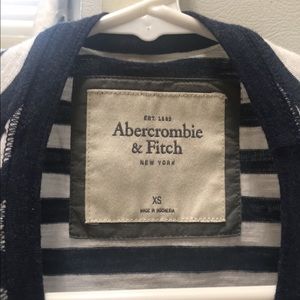 EST. 1892
Abercrombie
& Fitch
NEW YORK
XS
MADE IN INDONESIA